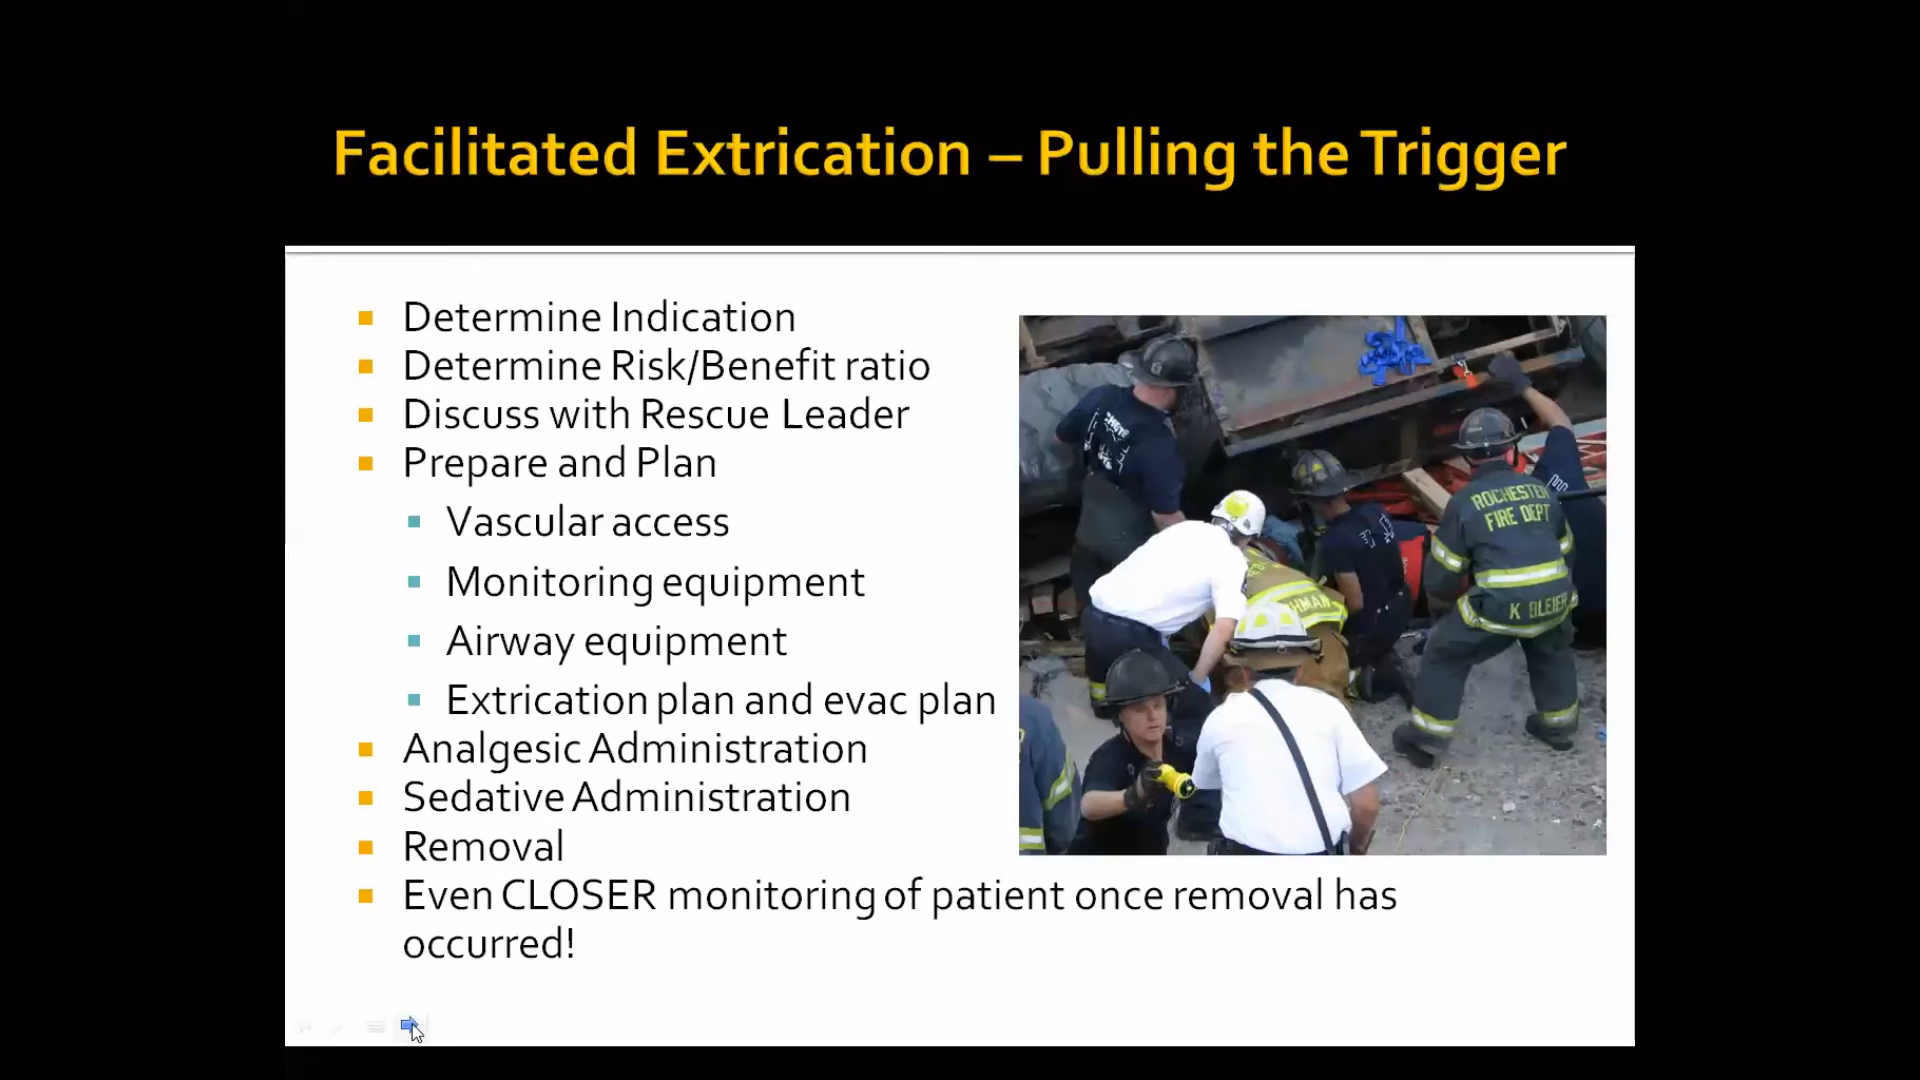 Facilitated Extrication – Pulling the Trigger
Determine Indication
Determine Risk/Benefit ratio
Discuss with Rescue Leader
Prepare and Plan
Vascular access
Monitoring equipment
Airway equipment
Extrication plan and evac plan
Analgesic Administration
Sedative Administration
Removal
Even CLOSER monitoring of patient once removal has
occurred!
ROCHESTER
FIRE DEPT
K BLEIER
HMAN